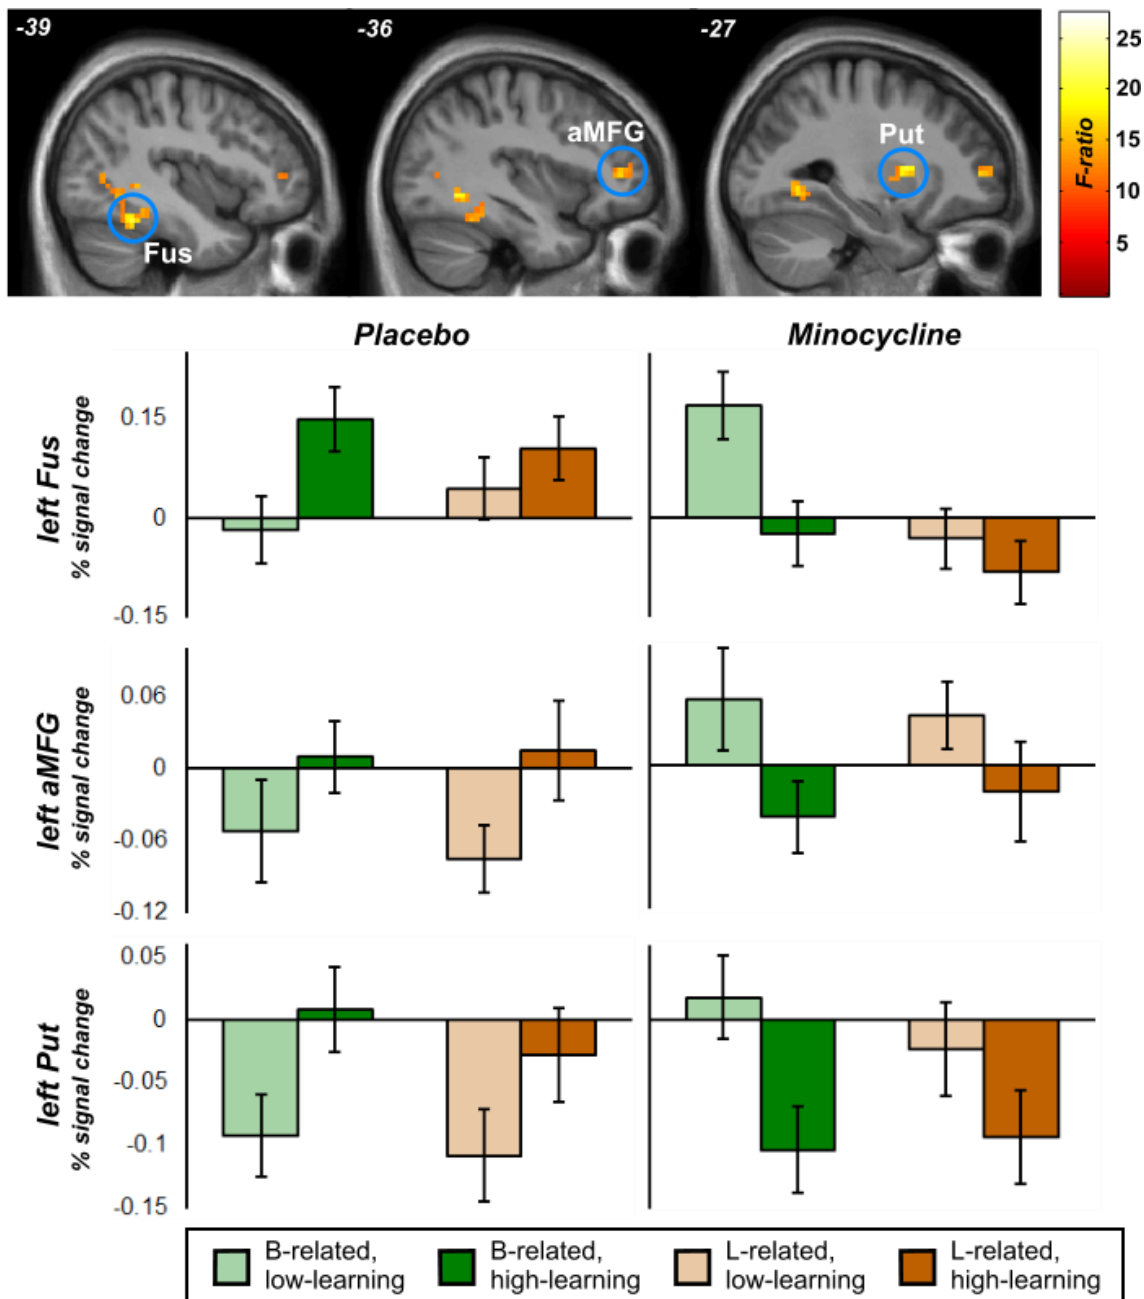 -39
-36
-27
aMFG
Put
Fus
25
20
15
10
5
F-ratio
Placebo
Minocycline
left Fus
% signal change
0.15
0
-0.15
left aMFG
% signal change
0.06
0
-0.06
-0.12
left Put
% signal change
0.05
0
-0.05
-0.1
-0.15
B-related,
low-learning
B-related,
high-learning
L-related,
low-learning
L-related,
high-learning